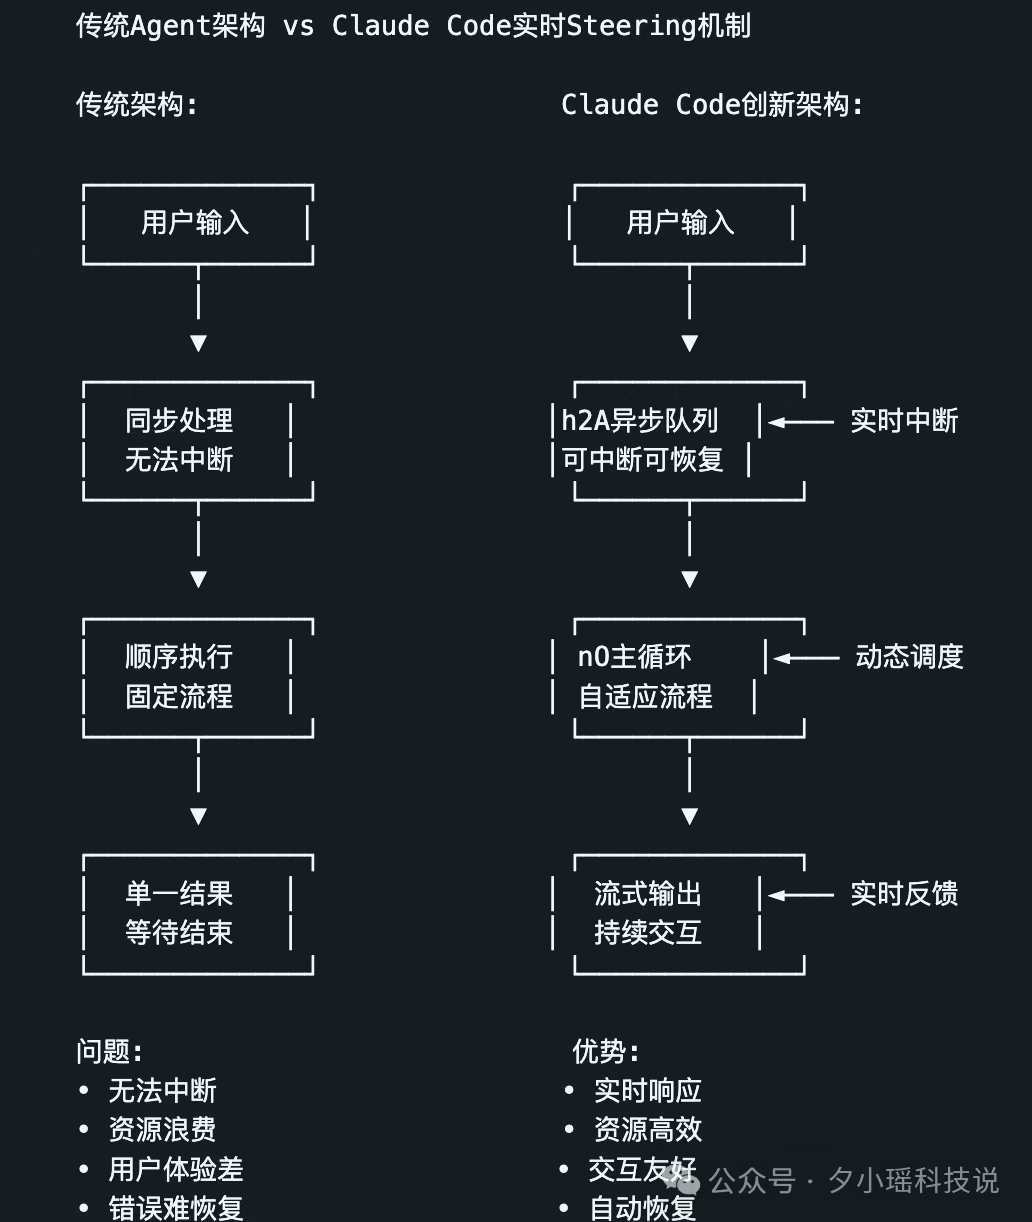 传统Agent架构 vs Claude Code实时Steering机制
传统架构:
Claude Code创新架构:
用户输入
用户输入
同步处理
无法中断
h2A异步队列
可中断可恢复
实时中断
顺序执行
固定流程
nO主循环
自适应流程
动态调度
单一结果
等待结束
流式输出
持续交互
实时反馈
问题:
• 无法中断
• 资源浪费
• 用户体验差
• 错误难恢复
优势:
• 实时响应
• 资源高效
• 交互友好
• 自动恢复
公众号 · 夕小瑶科技说